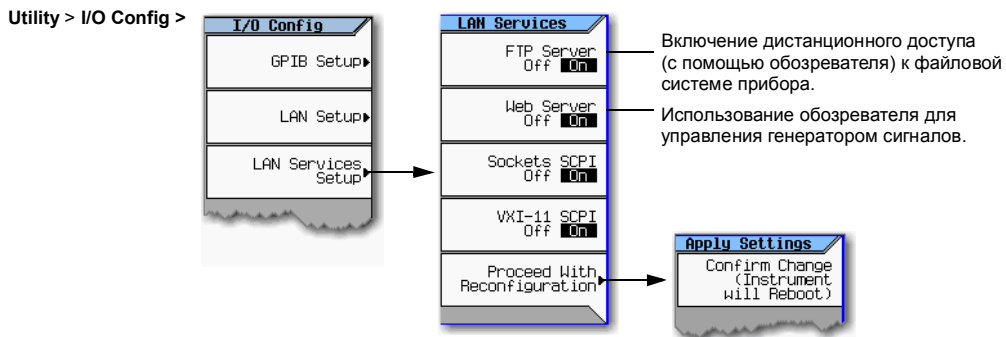 Utility > I/O Config >
I/O Config
GPIB Setup
LAN Setup
LAN Services
Setup
LAN Services
FTP Server
Off On
Web Server
Off On
Sockets SCPI
Off On
VXI-11 SCPI
Off On
Proceed With
Reconfiguration
Включение дистанционного доступа
(с помощью обозревателя) к файловой
системе прибора.
Использование обозревателя для
управления генератором сигналов.
Apply Settings
Confirm Change
(Instrument
will Reboot)